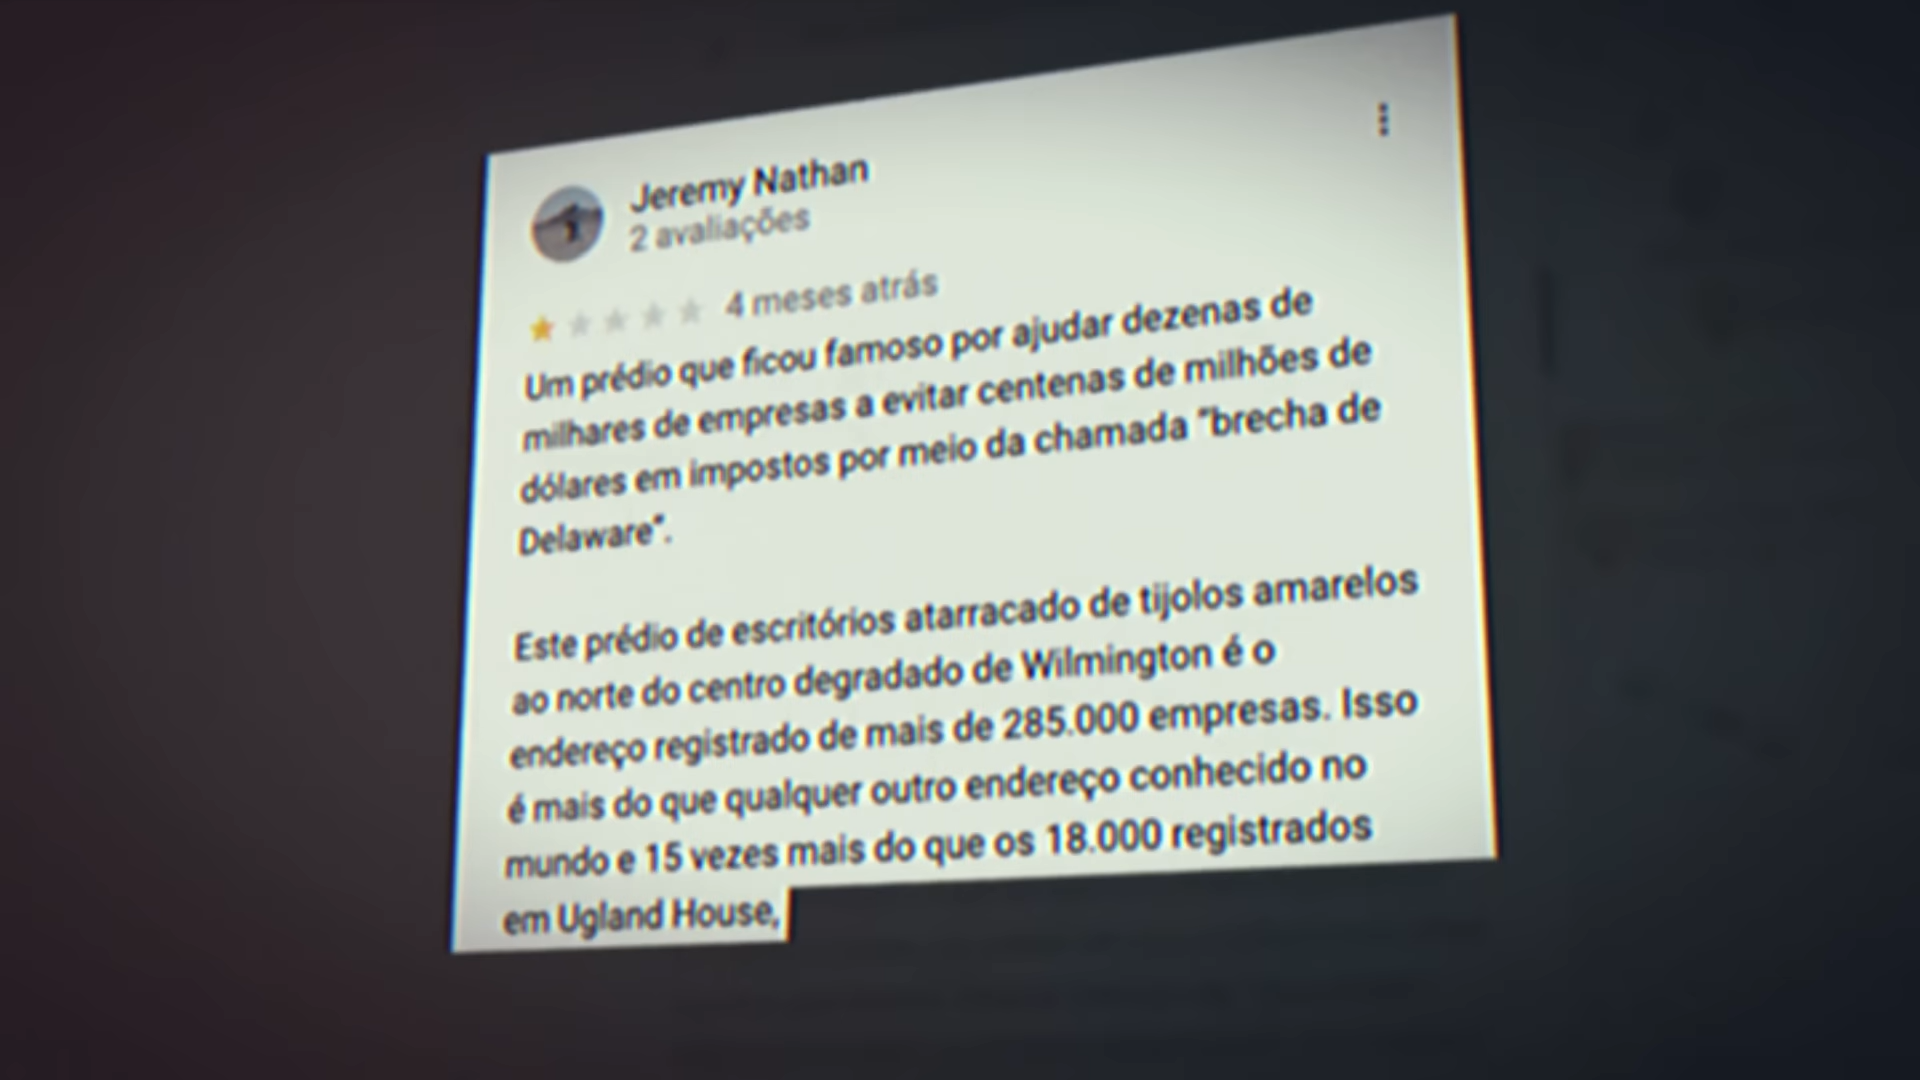 Jeremy Nathan
2 avaliações
4 meses atrás
Um prédio que ficou famoso por ajudar dezenas de
milhares de empresas a evitar centenas de milhões de
dólares em impostos por meio da chamada “brecha de
Delaware”.
Este prédio de escritórios atarracado de tijolos amarelos
ao norte do centro degradado de Wilmington é o
endereço registrado de mais de 285.000 empresas. Isso
é mais do que qualquer outro endereço conhecido no
mundo e 15 vezes mais do que os 18.000 registrados
em Ugland House,